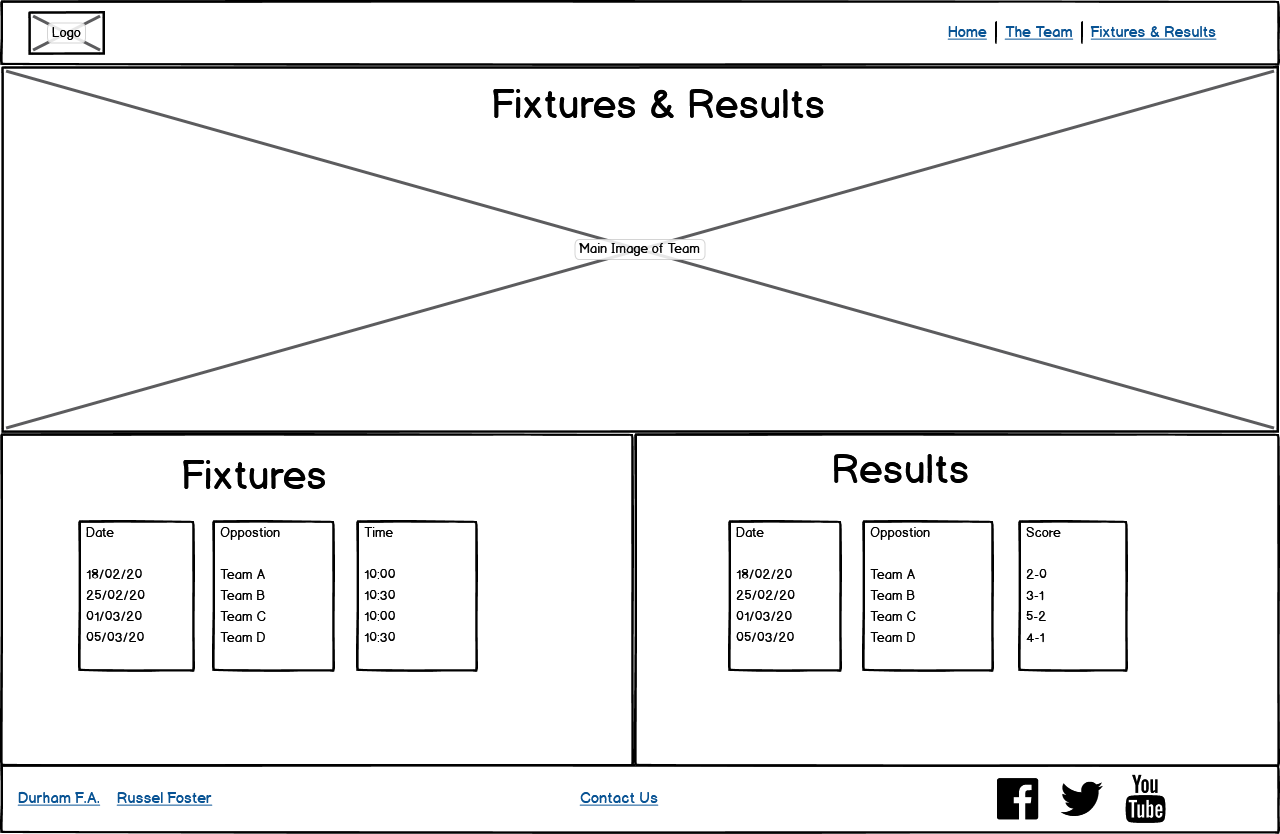 Logo
Home The Team Fixtures & Results
Fixtures & Results
Main Image of Team
Fixtures
Date Oppostion Time
18/02/20 Team A 10:00
25/02/20 Team B 10:30
01/03/20 Team C 10:00
05/03/20 Team D 10:30
Results
Date Oppostion Score
18/02/20 Team A 2-0
25/02/20 Team B 3-1
01/03/20 Team C 5-2
05/03/20 Team D 4-1
Durham F.A. Russel Foster Contact Us
You
Tube